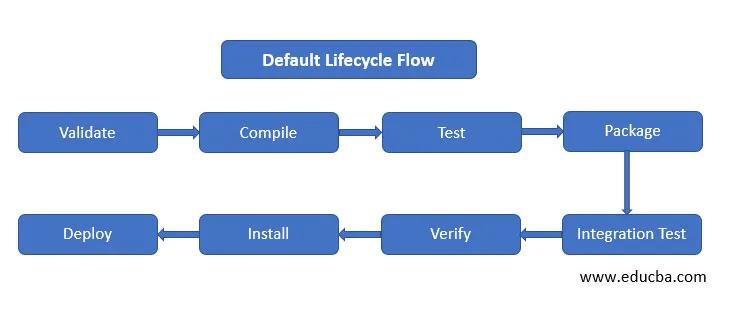 Default Lifecycle Flow
Validate
Compile
Test
Package
Integration Test
Verify
Install
Deploy
www.educba.com